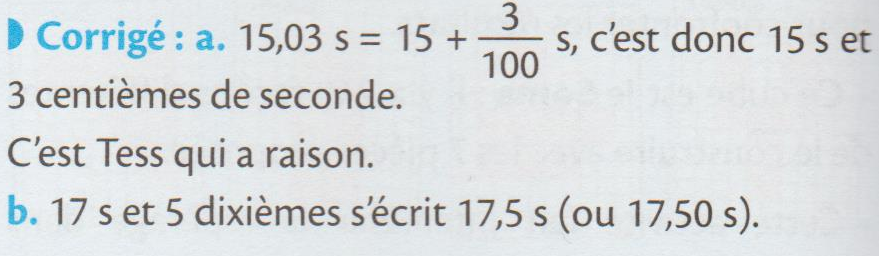 Corrigé : a. 15,03 s = 15 + 3/100 s, c'est donc 15 s et
3 centièmes de seconde.
C'est Tess qui a raison.
b. 17 s et 5 dixièmes s'écrit 17,5 s (ou 17,50 s).